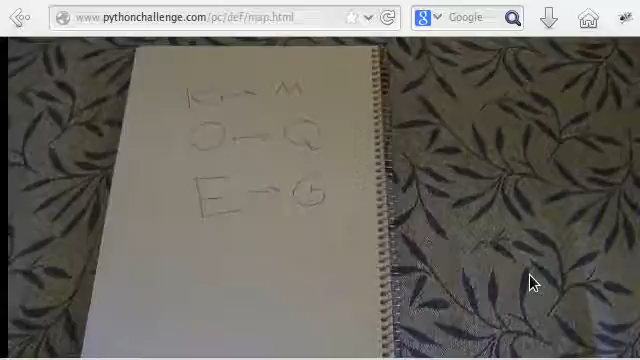 www.pythonchallenge.com/pc/def/map.html
Google
K → M
O → Q
E → G